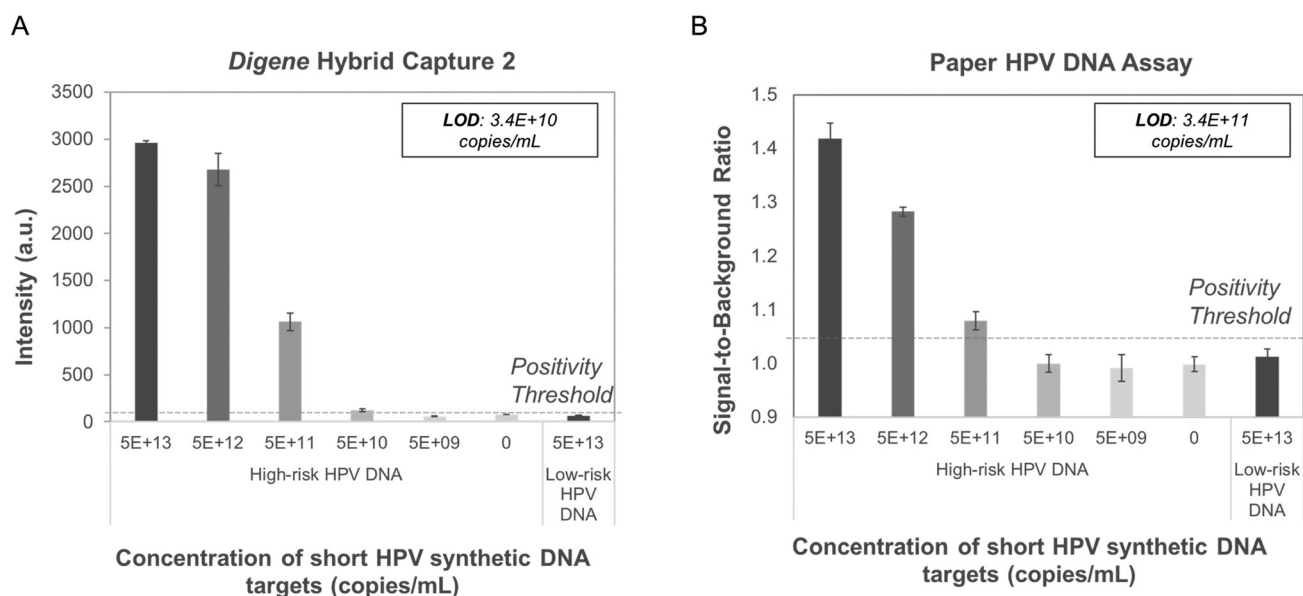 A
Digene Hybrid Capture 2
Intensity (a.u.)
3500
3000
2500
2000
1500
1000
500
0
LOD: 3.4E+10
copies/mL
Positivity
Threshold
5E+13 5E+12 5E+11 5E+10 5E+09 0 5E+13
High-risk HPV DNA
Low-risk
HPV
DNA
Concentration of short HPV synthetic DNA
targets (copies/mL)
B
Paper HPV DNA Assay
Signal-to-Background Ratio
1.5
1.4
1.3
1.2
1.1
1.0
0.9
LOD: 3.4E+11
copies/mL
Positivity
Threshold
5E+13 5E+12 5E+11 5E+10 5E+09 0 5E+13
High-risk HPV DNA
Low-risk
HPV
DNA
Concentration of short HPV synthetic DNA
targets (copies/mL)